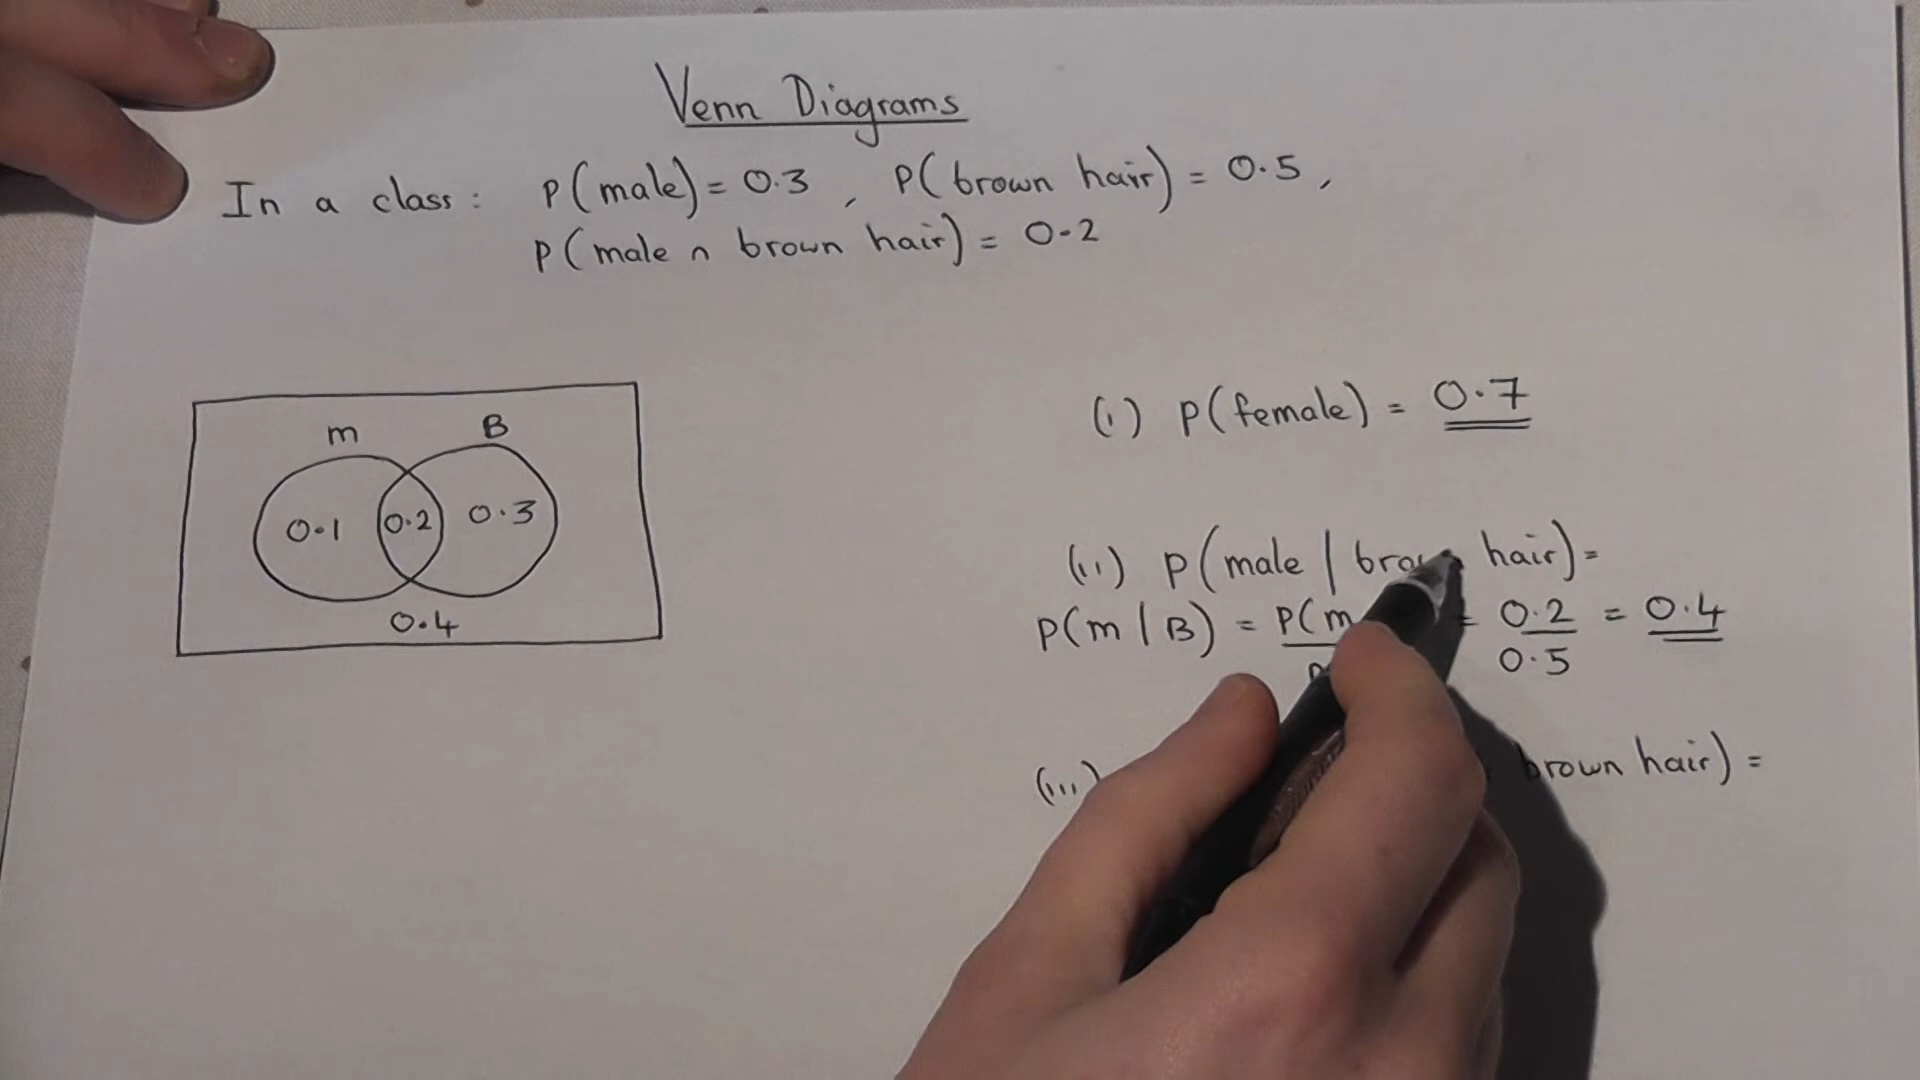 Venn Diagrams
In a class: P(male) = 0.3, P(brown hair) = 0.5,
P(male ∩ brown hair) = 0.2
m B
0.1 0.2 0.3
0.4
(i) P(female) = 0.7
(ii) P(male | hair) =
P(m | B) = P(m = 0.2 = 0.4
0.5
(iii) brown hair) =